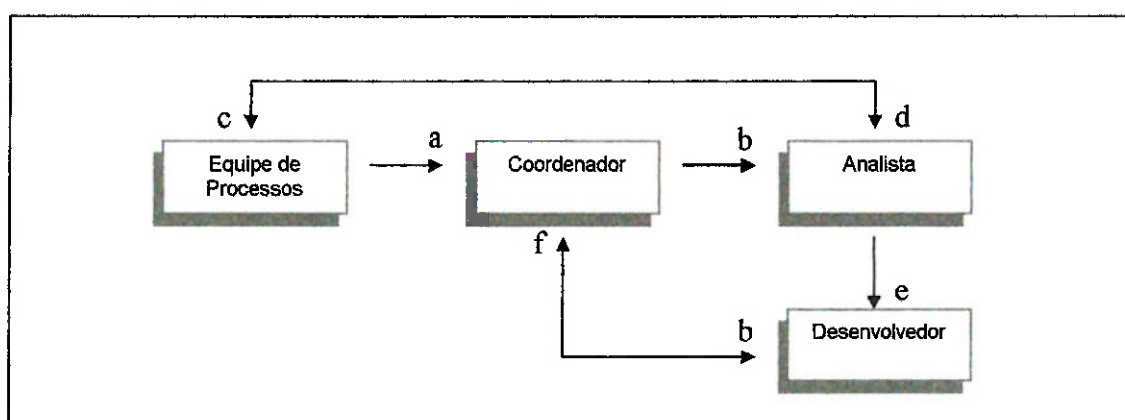 c
a
b
d
Equipe de
Processos
Coordenador
Analista
f
e
b
Desenvolvedor